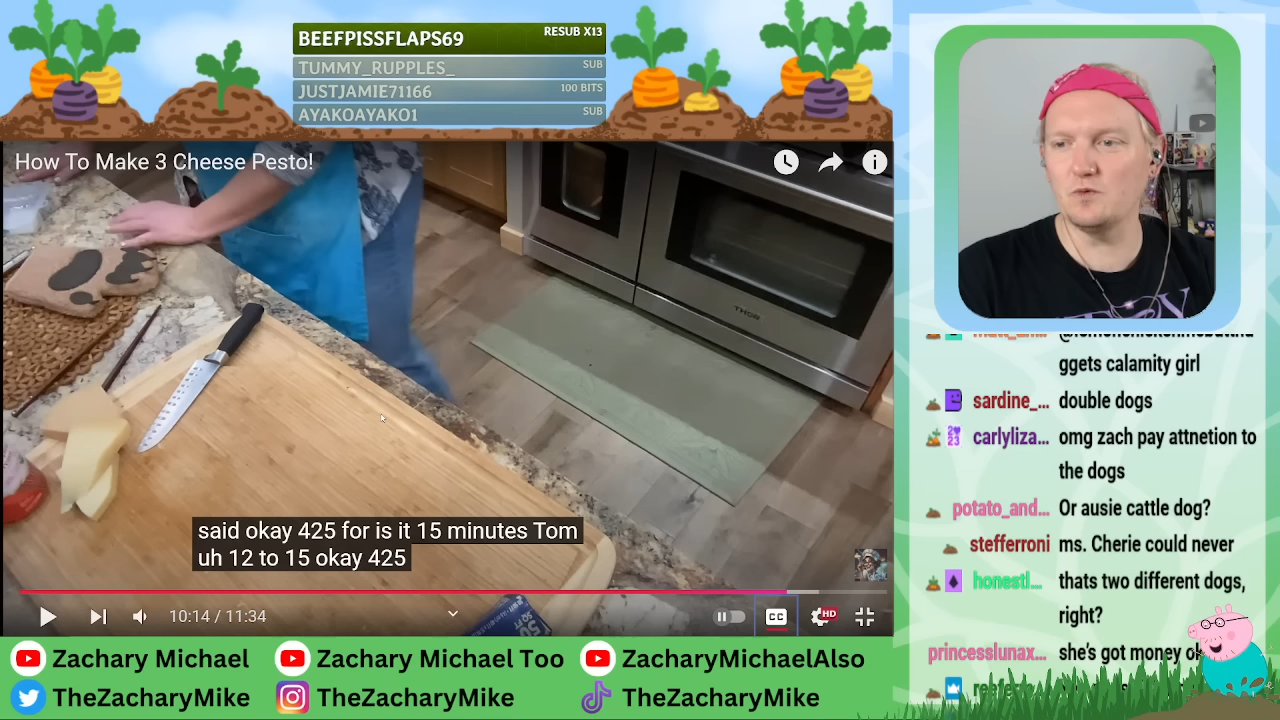 BEEFPISSFLAPS69 RESUB X13
TUMMY_RUPPLES_ SUB
JUSTJAMIE71166 100 BITS
AYAKOAYAKO1 SUB
How To Make 3 Cheese Pesto!
THOR
said okay 425 for is it 15 minutes Tom
uh 12 to 15 okay 425
10:14 / 11:34
CC
HD
ggets calamity girl
sardine_... double dogs
carlyliza... omg zach pay attnetion to
the dogs
potato_and... Or ausie cattle dog?
stefferroni ms. Cherie could never
honestl... thats two different dogs,
right?
princesslunax... she's got money
Zachary Michael
Zachary Michael Too
ZacharyMichaelAlso
TheZacharyMike
TheZacharyMike
TheZacharyMike